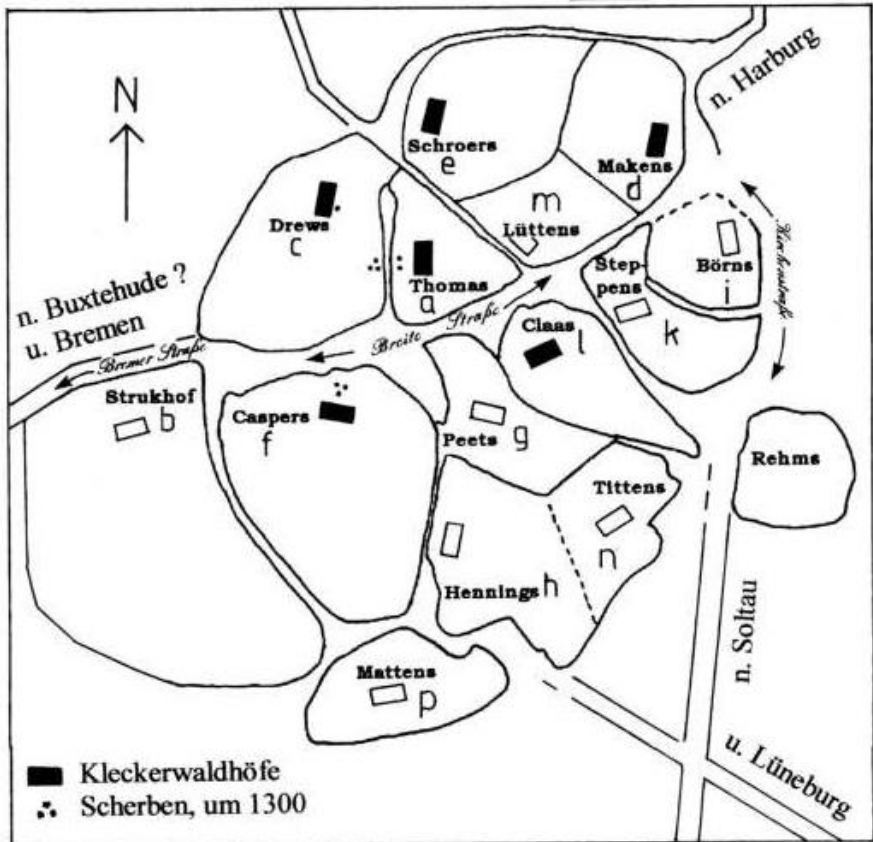 n. Harburg
N
Schroers
e
Makens
d
Drews
c
m
Lüttens
Thomas
a
Step-
pens
Börns
i
Kirchenstraße
n. Buxtehude ?
u. Bremen
Bremer Straße
Breite Straße
Claas
l
k
Strukhof
b
Caspers
f
Peets
g
Rehms
Tittens
n
Hennings
h
n. Soltau
Mattens
p
u. Lüneburg
Kleckerwaldhöfe
Scherben, um 1300